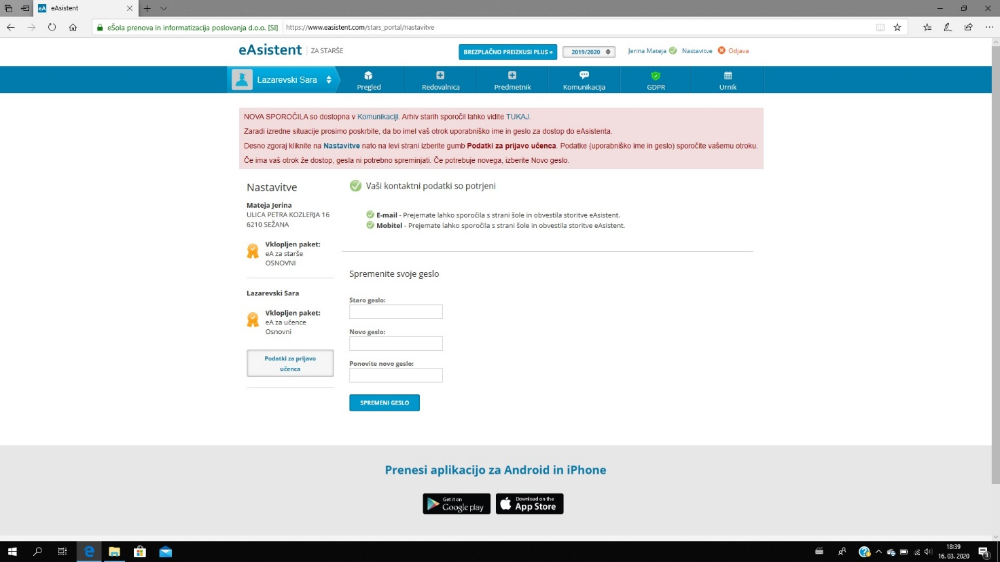 eAsistent
eŠola prenova in informatizacija poslovanja d.o.o. [SI]
https://www.easistent.com/stars_portal/nastavitve
eAsistent ZA STARŠE
BREZPLAČNO PREIZKUSI PLUS »
2019/2020
Jerina Mateja
Nastavitve
Odjava
Lazarevski Sara
Pregled
Redovalnica
Predmetnik
Komunikacija
GDPR
Urnik
NOVA SPOROČILA so dostopna v Komunikaciji. Arhiv starih sporočil lahko vidite TUKAJ.
Zaradi izredne situacije prosimo poskrbite, da bo imel vaš otrok uporabniško ime in geslo za dostop do eAsistenta.
Desno zgoraj kliknite na Nastavitve nato na levi strani izberite gumb Podatki za prijavo učenca. Podatke (uporabniško ime in geslo) sporočite vašemu otroku.
Če ima vaš otrok že dostop, gesla ni potrebno spreminjati. Če potrebuje novega, izberite Novo geslo.
Nastavitve
Mateja Jerina
ULICA PETRA KOZLERJA 16
6210 SEŽANA
Vklopljen paket:
eA za starše
OSNOVNI
Lazarevski Sara
Vklopljen paket:
eA za učence
Osnovni
Podatki za prijavo
učenca
Vaši kontaktni podatki so potrjeni
E-mail - Prejemate lahko sporočila s strani šole in obvestila storitve eAsistent.
Mobitel - Prejemate lahko sporočila s strani šole in obvestila storitve eAsistent.
Spremenite svoje geslo
Staro geslo:
Novo geslo:
Ponovite novo geslo:
SPREMENI GESLO
Prenesi aplikacijo za Android in iPhone
Get it on
Google play
Download on the
App Store
18:39
16. 03. 2020
3